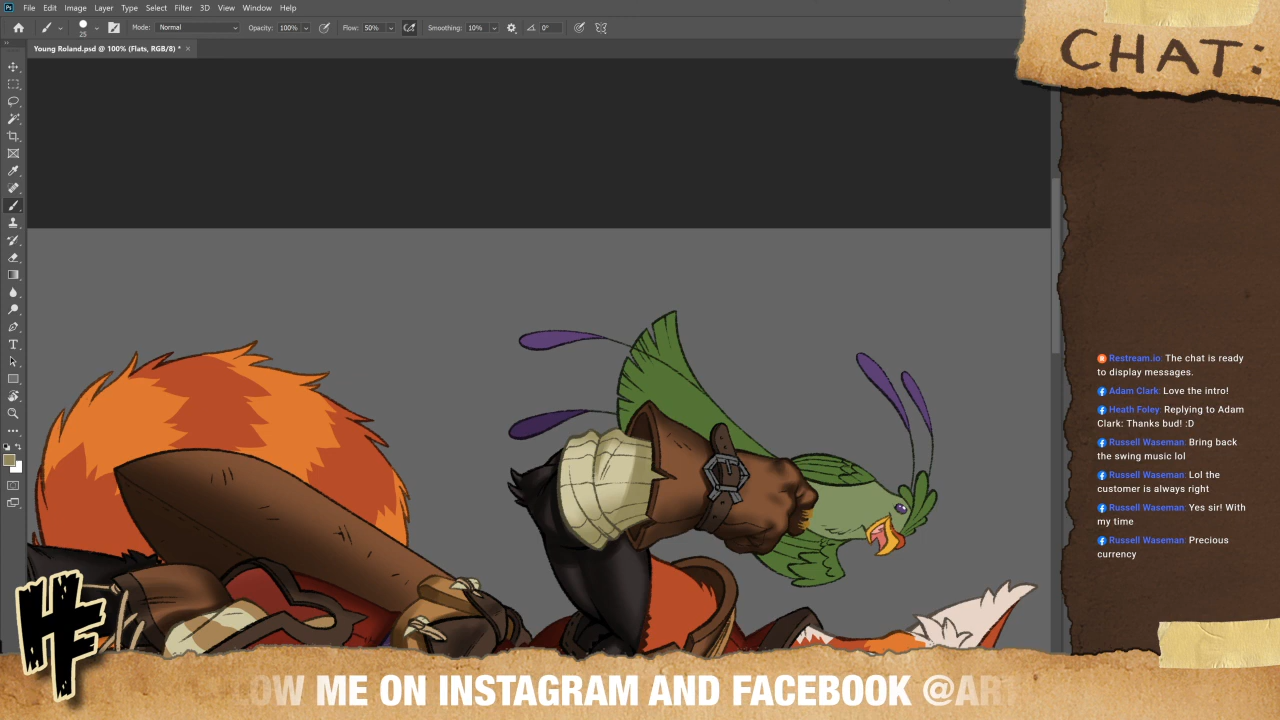 File Edit Image Layer Type Select Filter 3D View Window Help
Mode: Normal Opacity: 100% Flow: 50% Smoothing: 10% 0°
25
Young Roland.psd @ 100% (Flats, RGB/8) *
CHAT:
Restream.io: The chat is ready
to display messages.
Adam Clark: Love the intro!
Heath Foley: Replying to Adam
Clark: Thanks bud! :D
Russell Waseman: Bring back
the swing music lol
Russell Waseman: Lol the
customer is always right
Russell Waseman: Yes sir! With
my time
Russell Waseman: Precious
currency
HF
OW ME ON INSTAGRAM AND FACEBOOK @AR